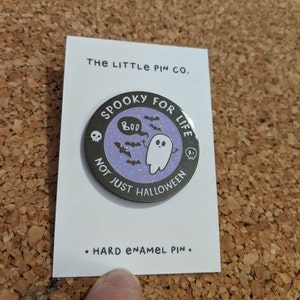 THE LITTLE PIN CO.
SPOOKY FOR LIFE
BOO
NOT JUST HALLOWEEN
• HARD ENAMEL PIN •